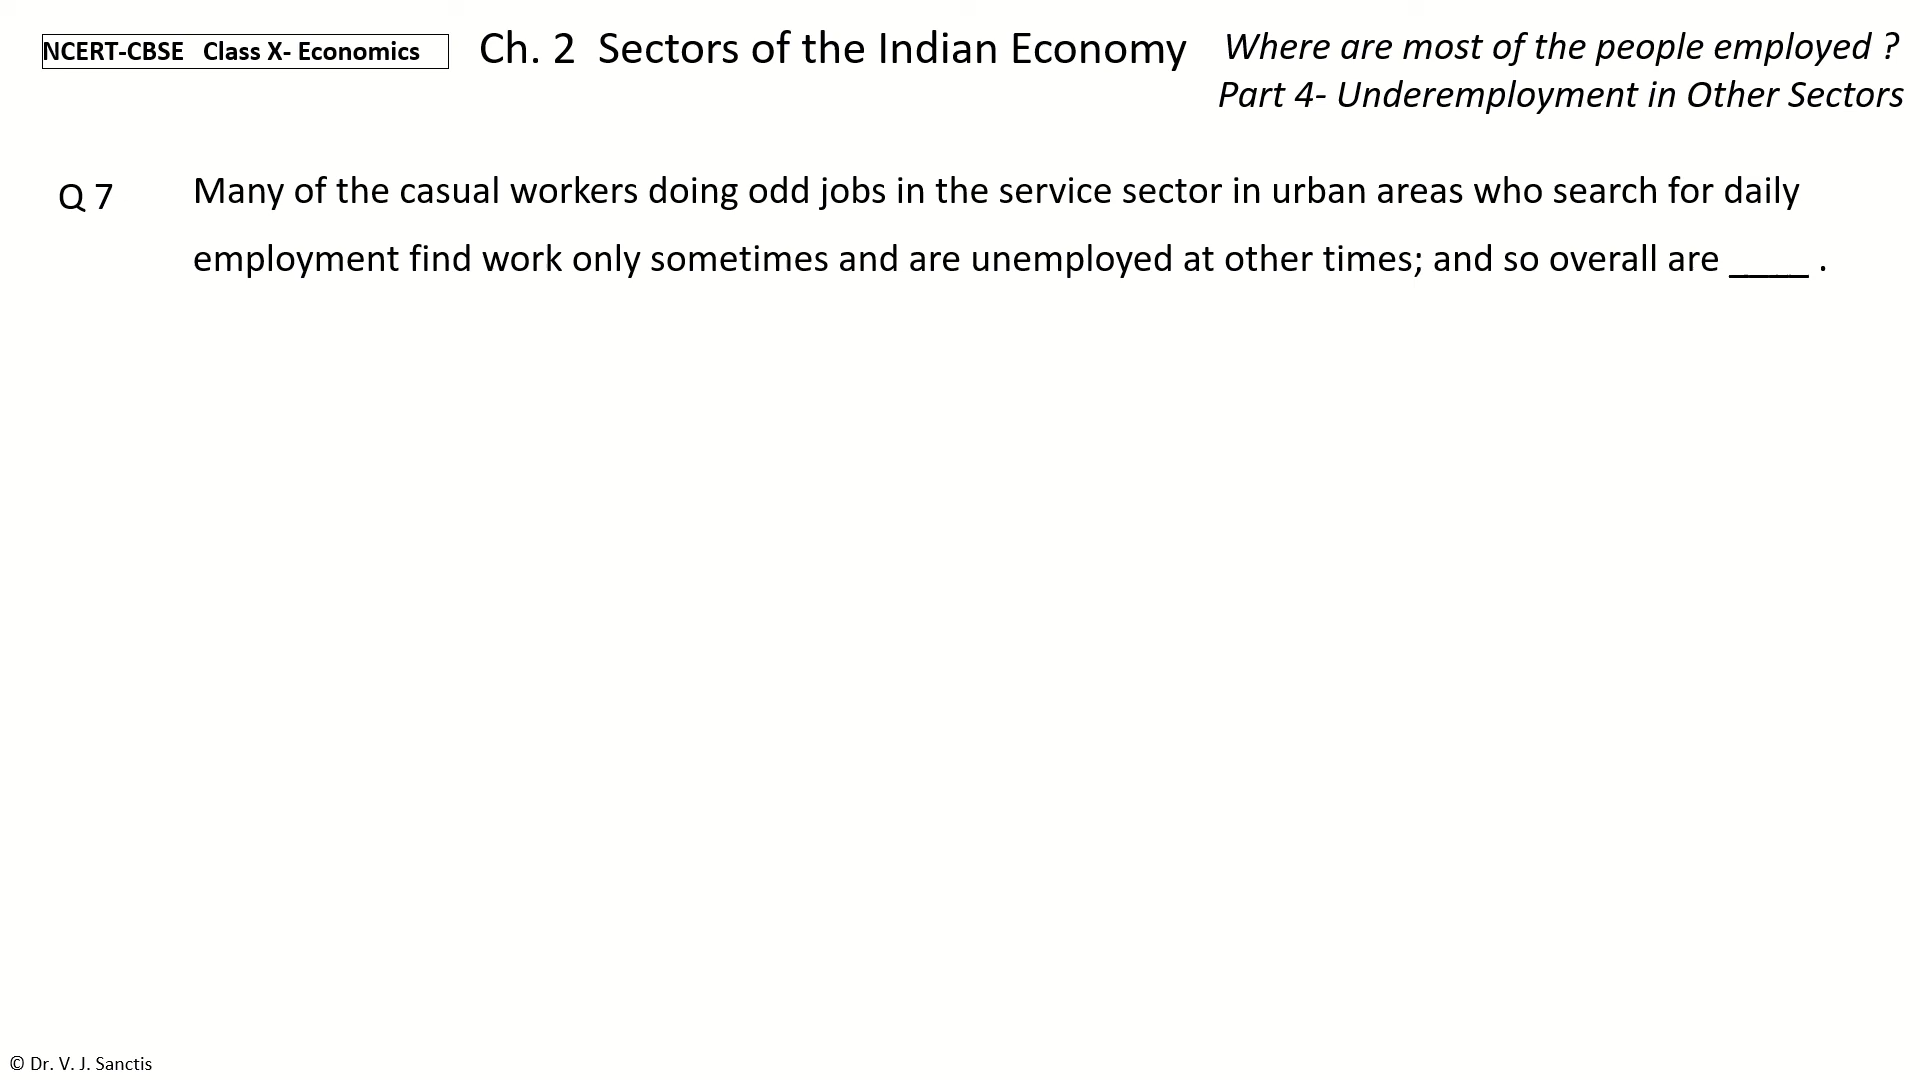 NCERT-CBSE Class X- Economics
Ch. 2 Sectors of the Indian Economy
Where are most of the people employed ?
Part 4- Underemployment in Other Sectors
Q 7
Many of the casual workers doing odd jobs in the service sector in urban areas who search for daily
employment find work only sometimes and are unemployed at other times; and so overall are ____ .
© Dr. V. J. Sanctis